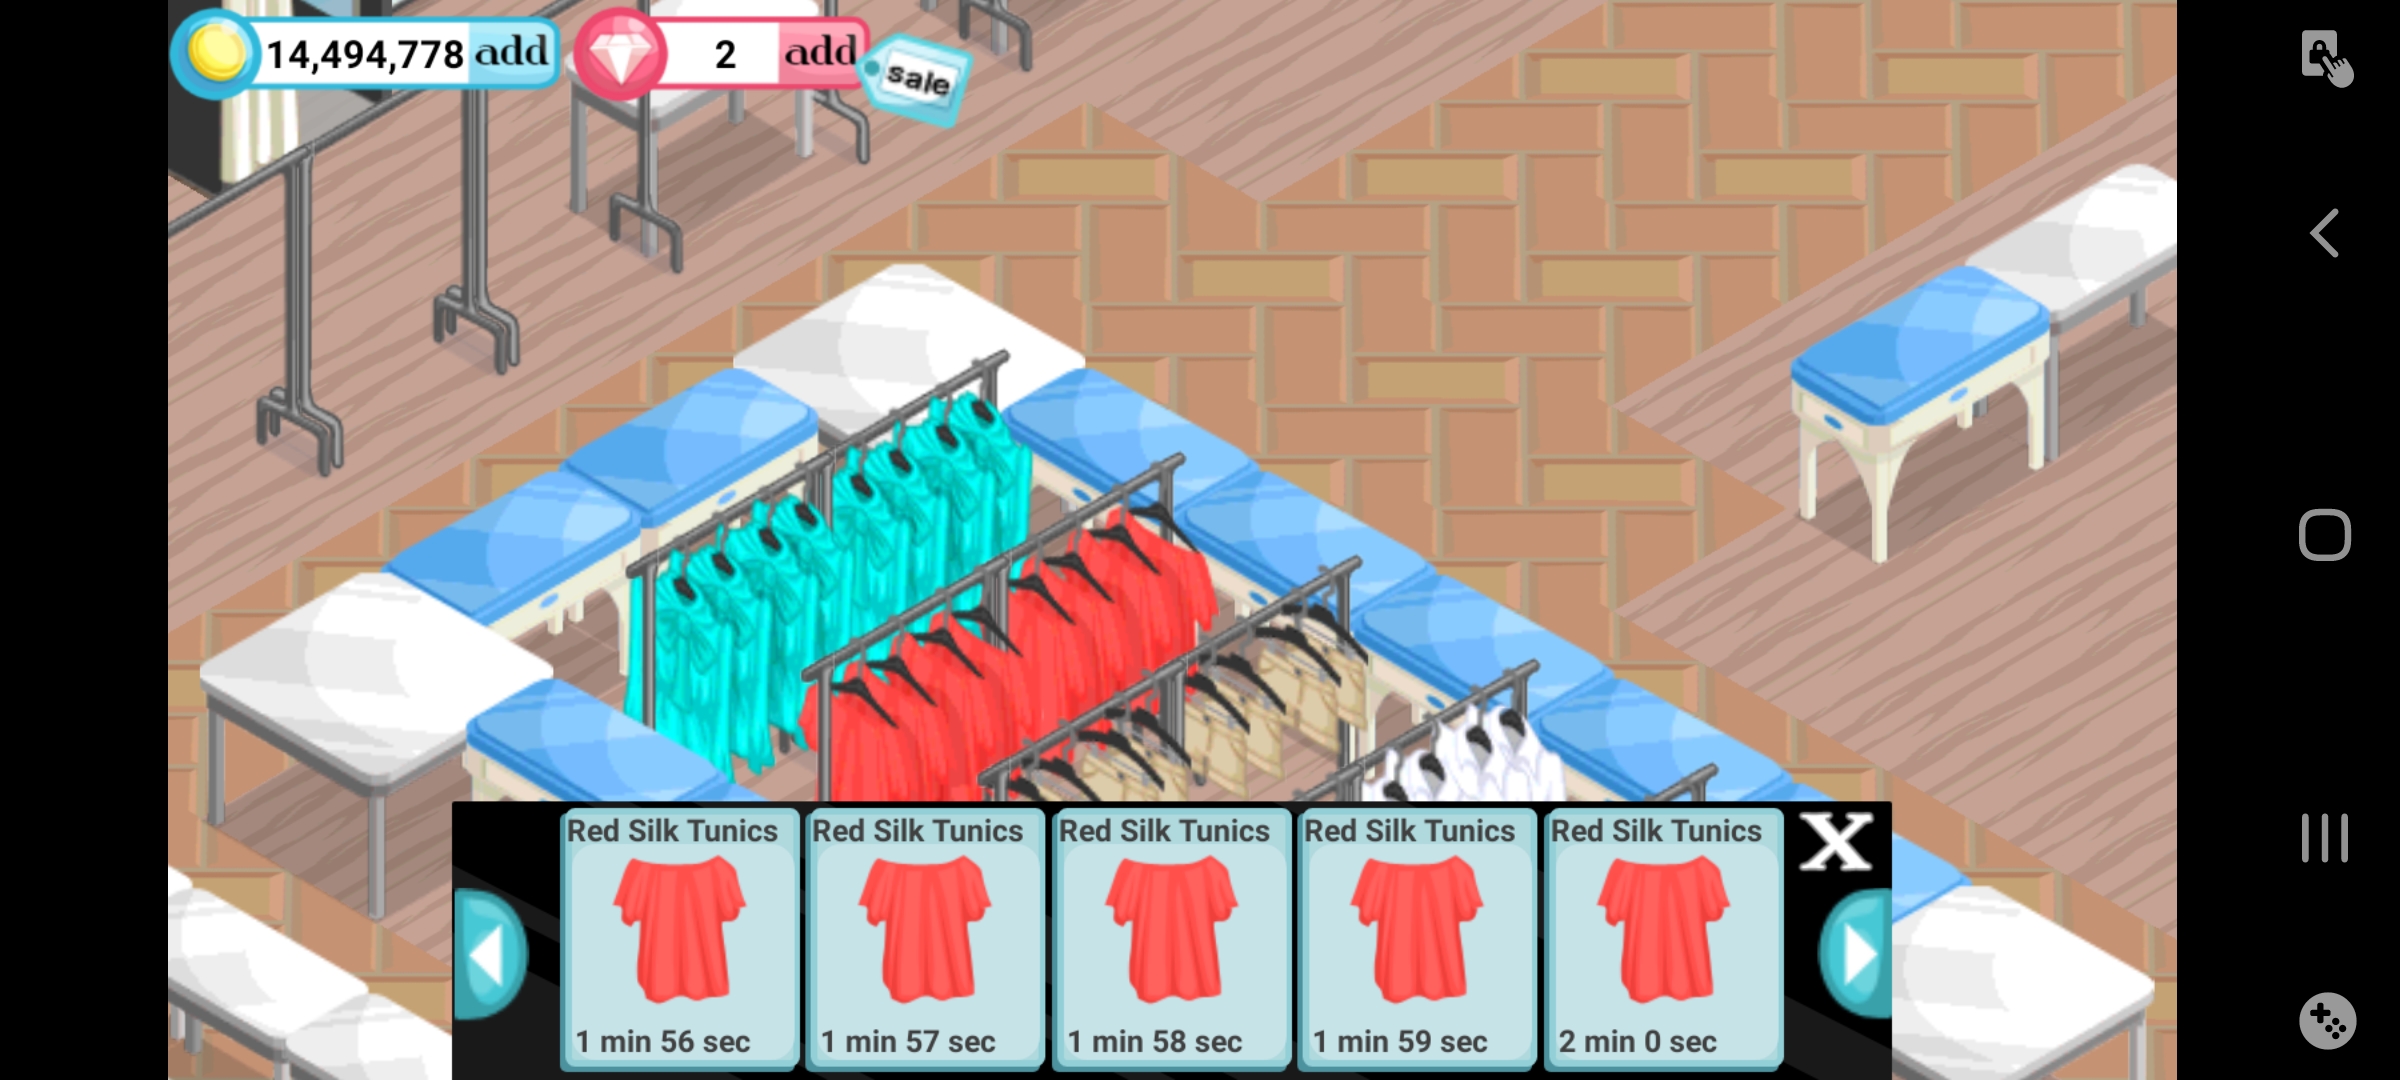 14,494,778 add
2 add
sale
Red Silk Tunics Red Silk Tunics Red Silk Tunics Red Silk Tunics Red Silk Tunics X
1 min 56 sec 1 min 57 sec 1 min 58 sec 1 min 59 sec 2 min 0 sec